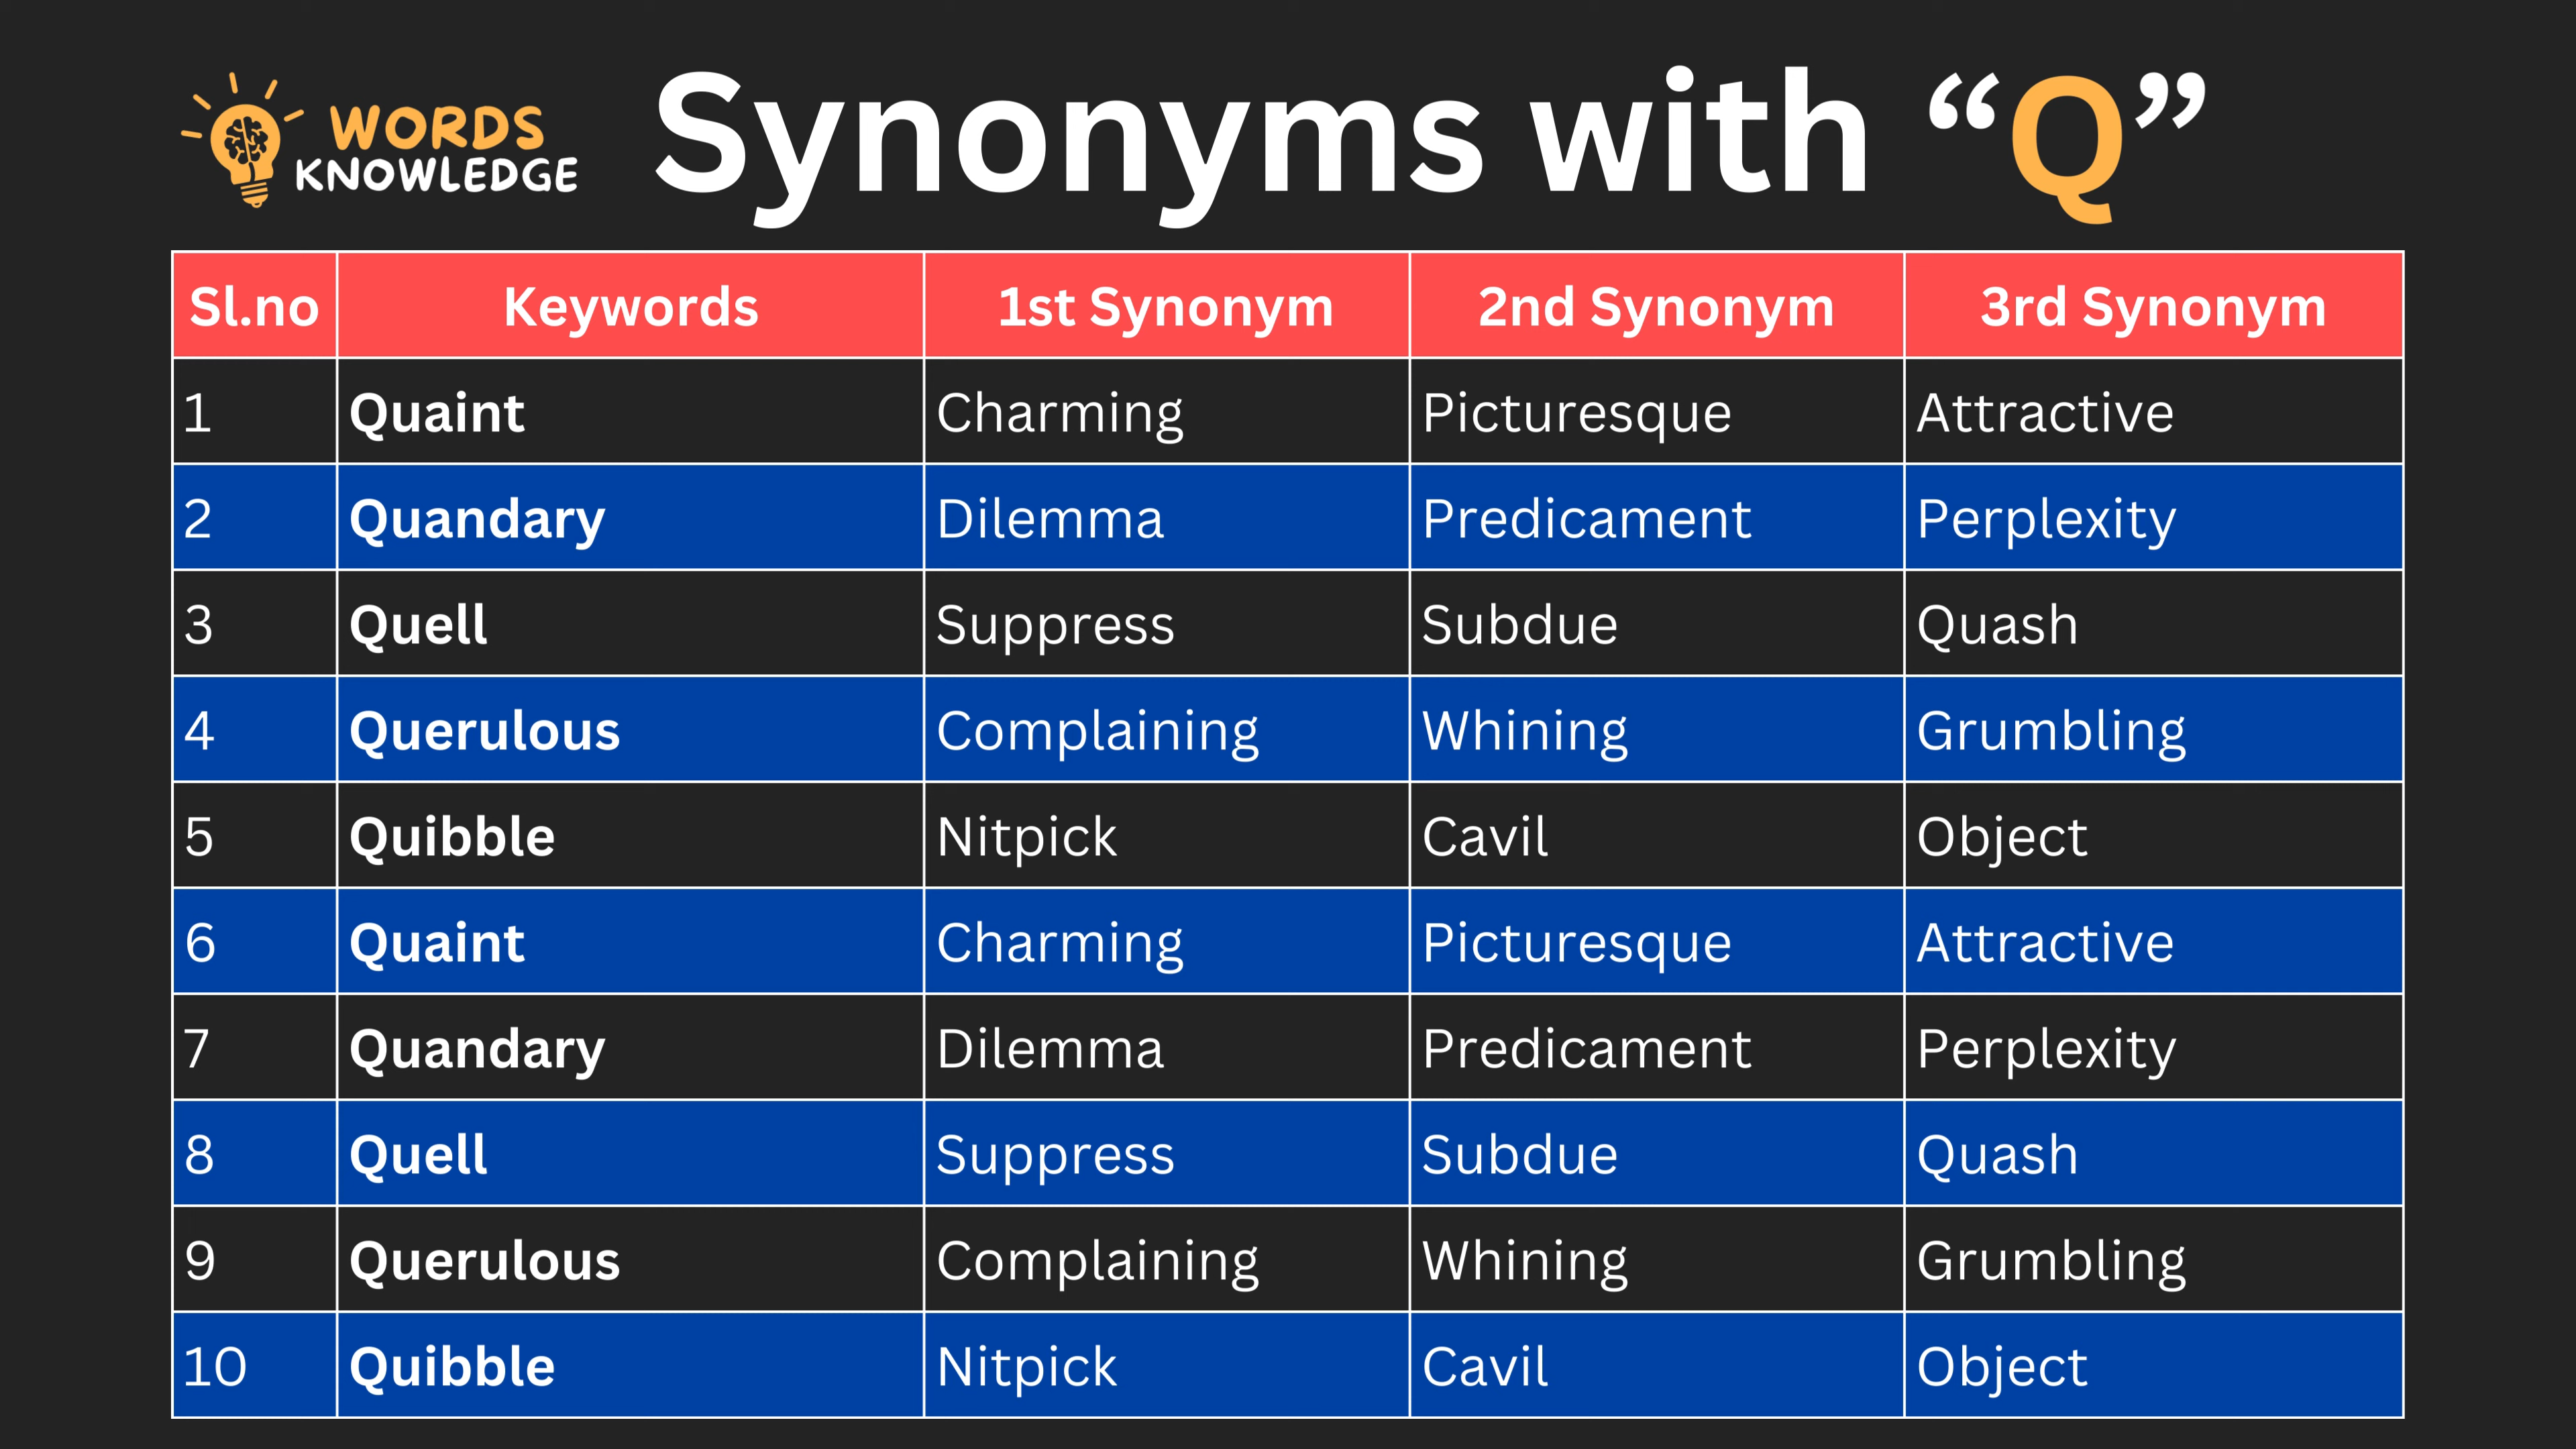 WORDS
KNOWLEDGE
Synonyms with “Q”
Sl.no Keywords 1st Synonym 2nd Synonym 3rd Synonym
1 Quaint Charming Picturesque Attractive
2 Quandary Dilemma Predicament Perplexity
3 Quell Suppress Subdue Quash
4 Querulous Complaining Whining Grumbling
5 Quibble Nitpick Cavil Object
6 Quaint Charming Picturesque Attractive
7 Quandary Dilemma Predicament Perplexity
8 Quell Suppress Subdue Quash
9 Querulous Complaining Whining Grumbling
10 Quibble Nitpick Cavil Object